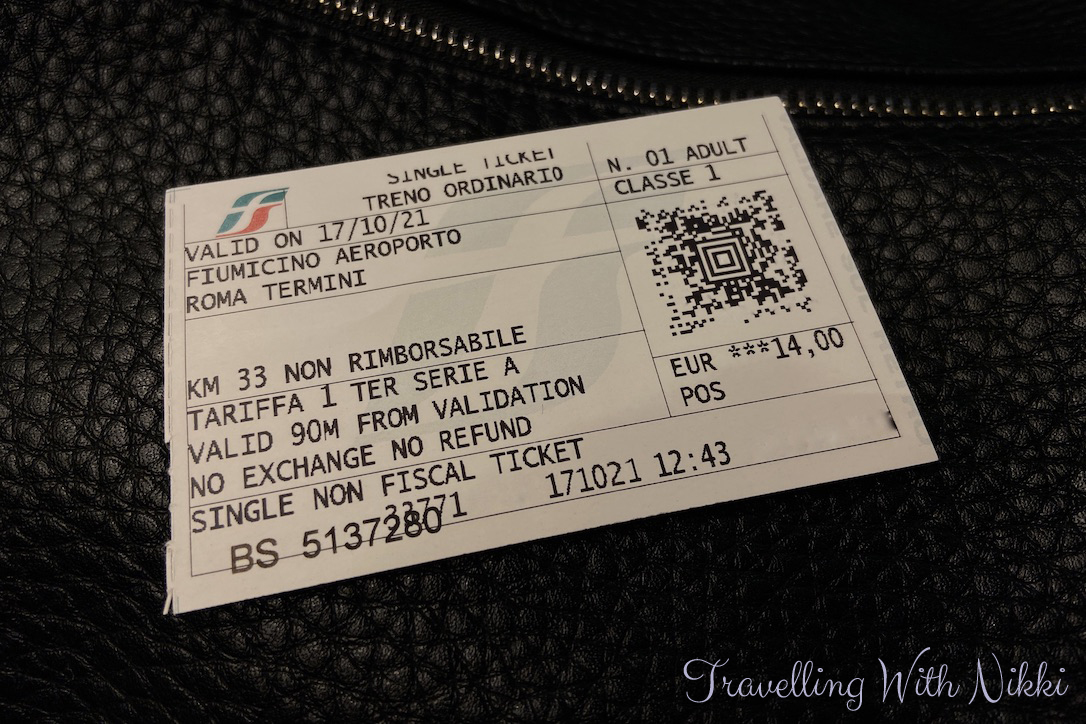 SINGLE TICKET
TRENO ORDINARIO
N. 01 ADULT
CLASSE 1
VALID ON 17/10/21
FIUMICINO AEROPORTO
ROMA TERMINI
KM 33 NON RIMBORSABILE
TARIFFA 1 TER SERIE A
VALID 90M FROM VALIDATION
NO EXCHANGE NO REFUND
SINGLE NON FISCAL TICKET
EUR ***14,00
POS
171021 12:43
BS 5137280
Travelling With Nikki